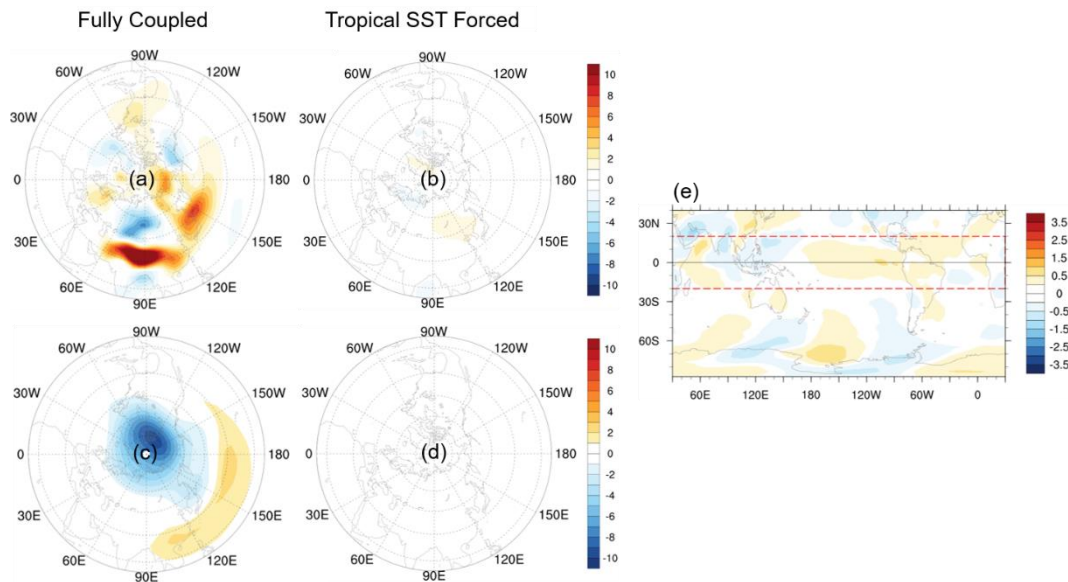 Fully Coupled
Tropical SST Forced
90W
60W
120W
30W
150W
0
(a)
180
30E
150E
60E
120E
90E
90W
60W
120W
30W
150W
0
(b)
180
30E
150E
60E
120E
90E
10
8
6
4
2
0
-2
-4
-6
-8
-10
(e)
30N
0
30S
60S
60E
120E
180
120W
60W
0
3.5
2.5
1.5
0.5
0
-0.5
-1.5
-2.5
-3.5
90W
60W
120W
30W
150W
0
(c)
180
30E
150E
60E
120E
90E
90W
60W
120W
30W
150W
0
(d)
180
30E
150E
60E
120E
90E
10
8
6
4
2
0
-2
-4
-6
-8
-10